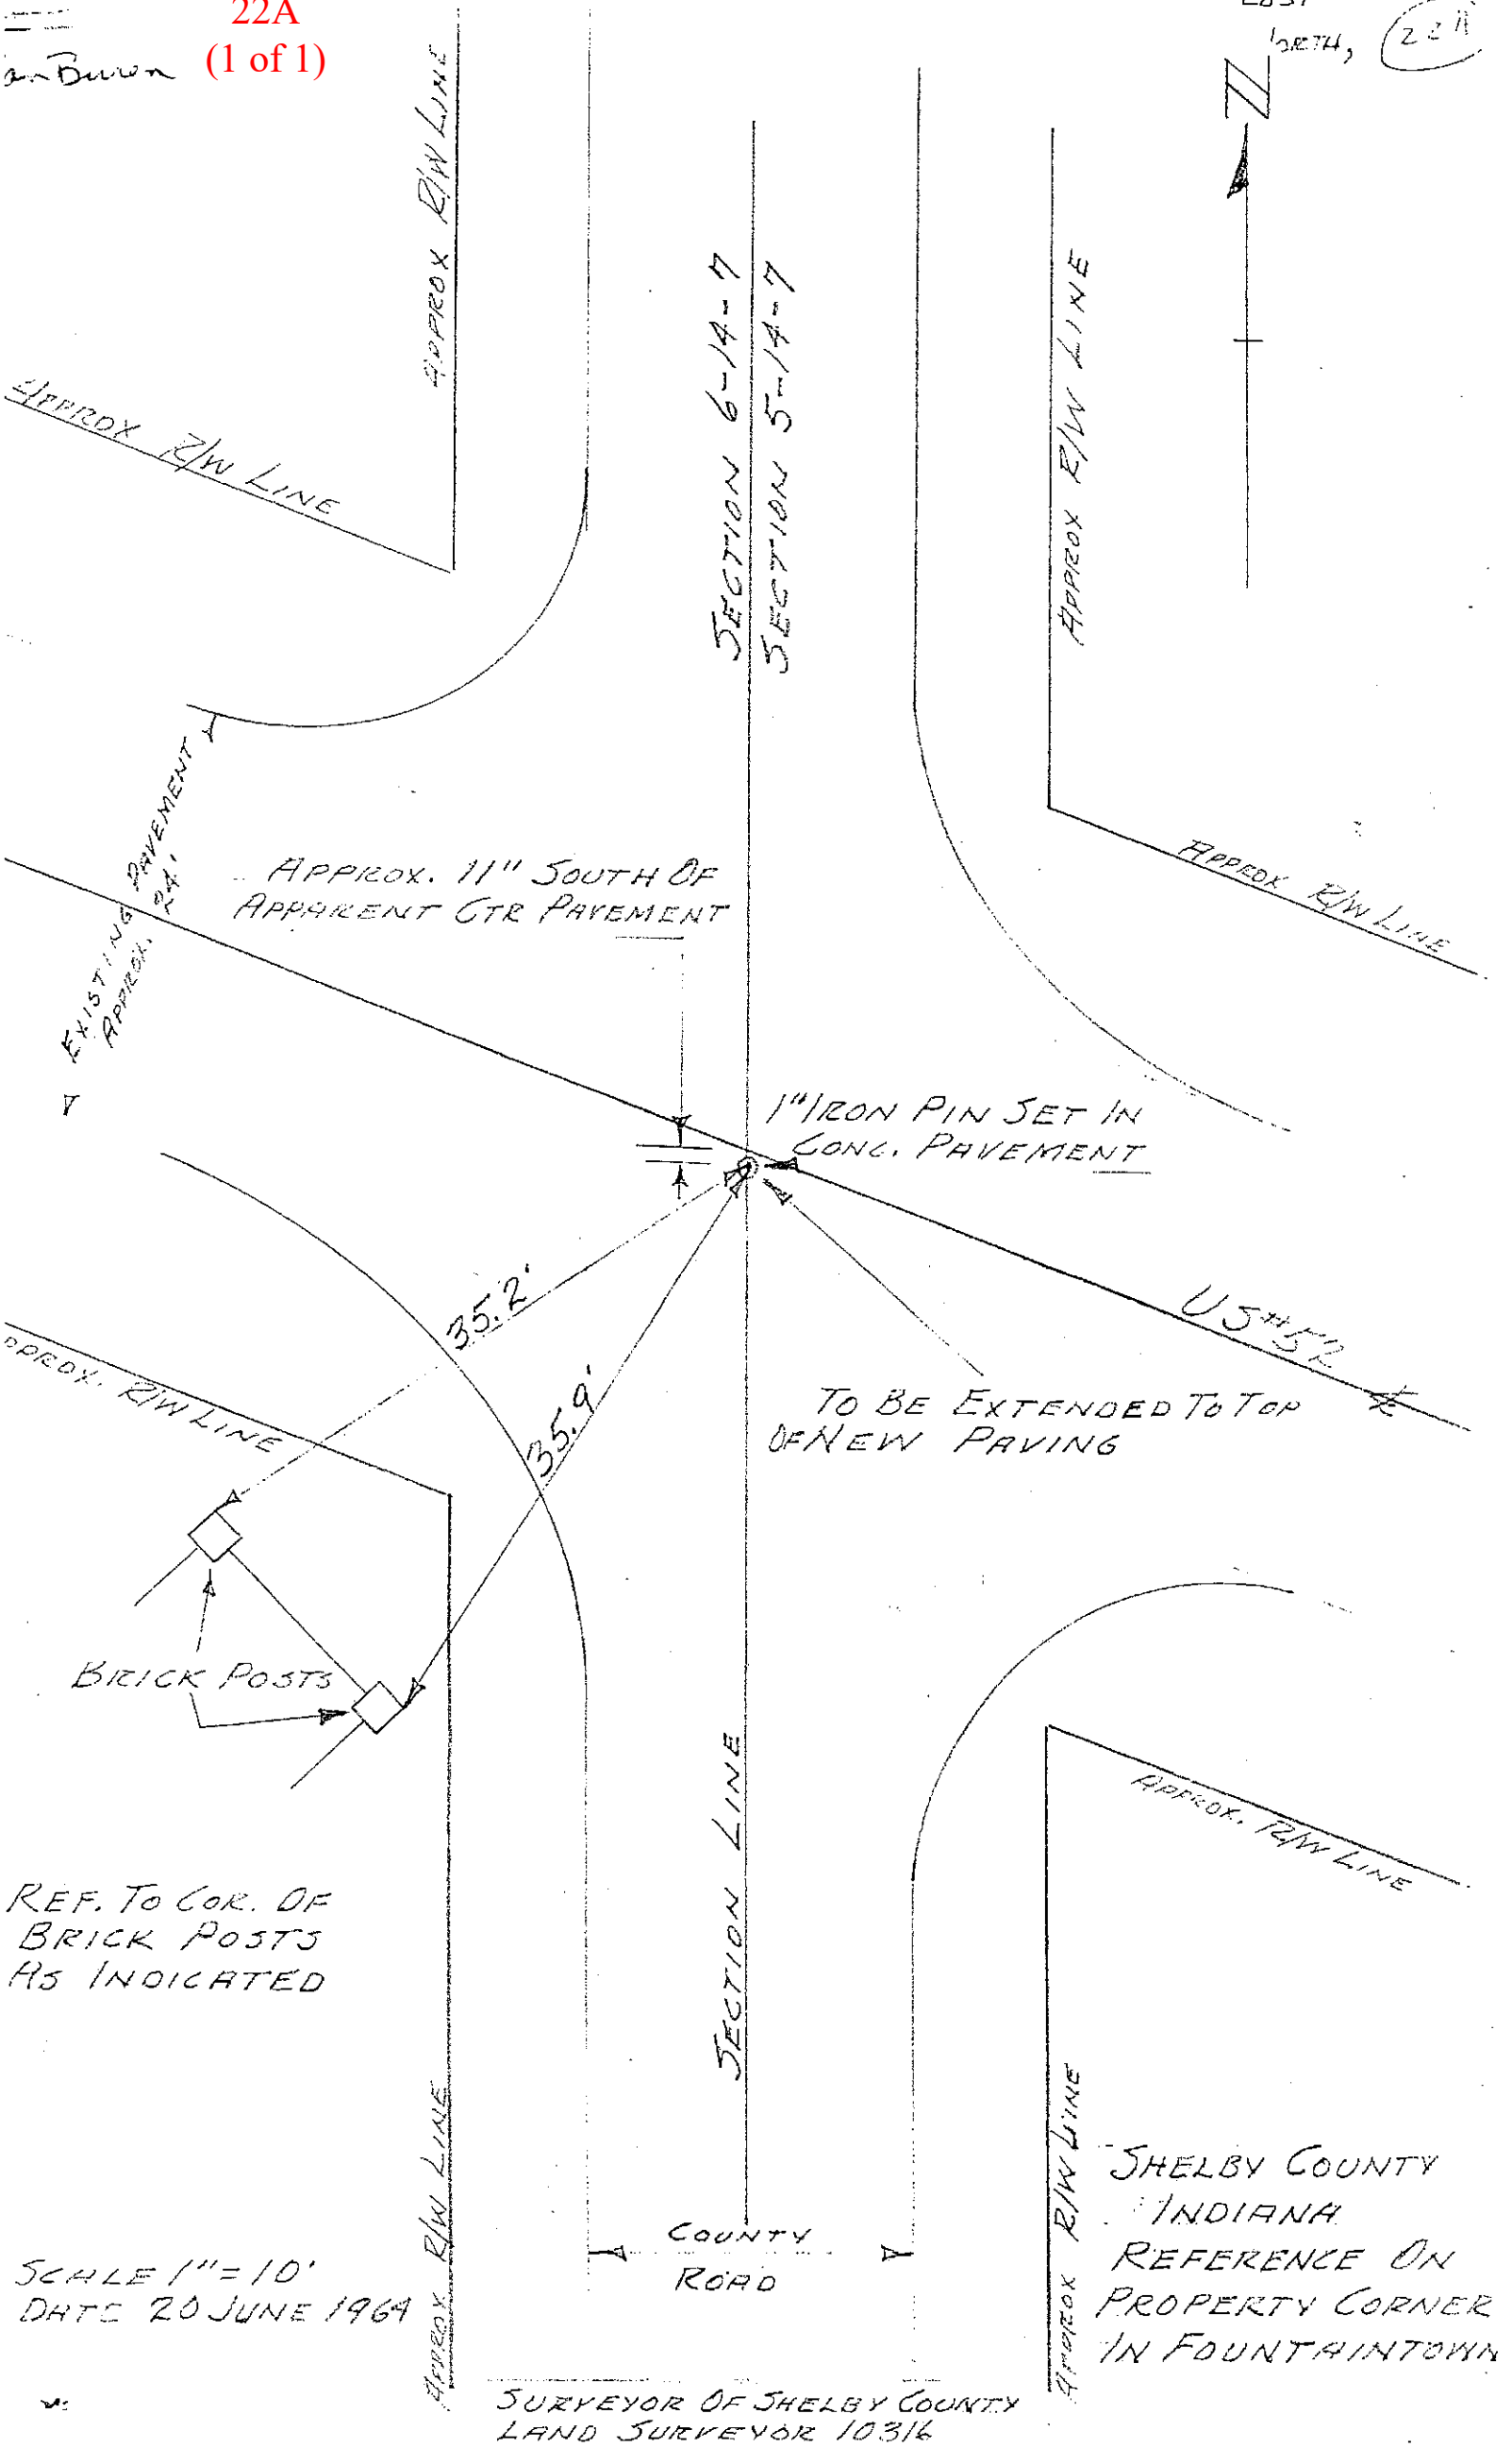 22A
(1 of 1)
22A
N
APPROX R/W LINE
APPROX R/W LINE
SECTION 6-14-7
SECTION 5-14-7
APPROX R/W LINE
EXISTING PAVEMENT
APPROX. 24'
APPROX. 11" SOUTH OF
APPARENT CTR PAVEMENT
APPROX R/W LINE
1" IRON PIN SET IN
CONC. PAVEMENT
35.2'
35.9'
US #52
TO BE EXTENDED TO TOP
OF NEW PAVING
R/W LINE
BRICK POSTS
SECTION LINE
APPROX. R/W LINE
REF. TO COR. OF
BRICK POSTS
AS INDICATED
APPROX R/W LINE
APPROX R/W LINE
COUNTY
ROAD
SHELBY COUNTY
INDIANA
REFERENCE ON
PROPERTY CORNER
IN FOUNTAINTOWN
SCALE 1" = 10'
DATE 20 JUNE 1964
SURVEYOR OF SHELBY COUNTY
LAND SURVEYOR 10316